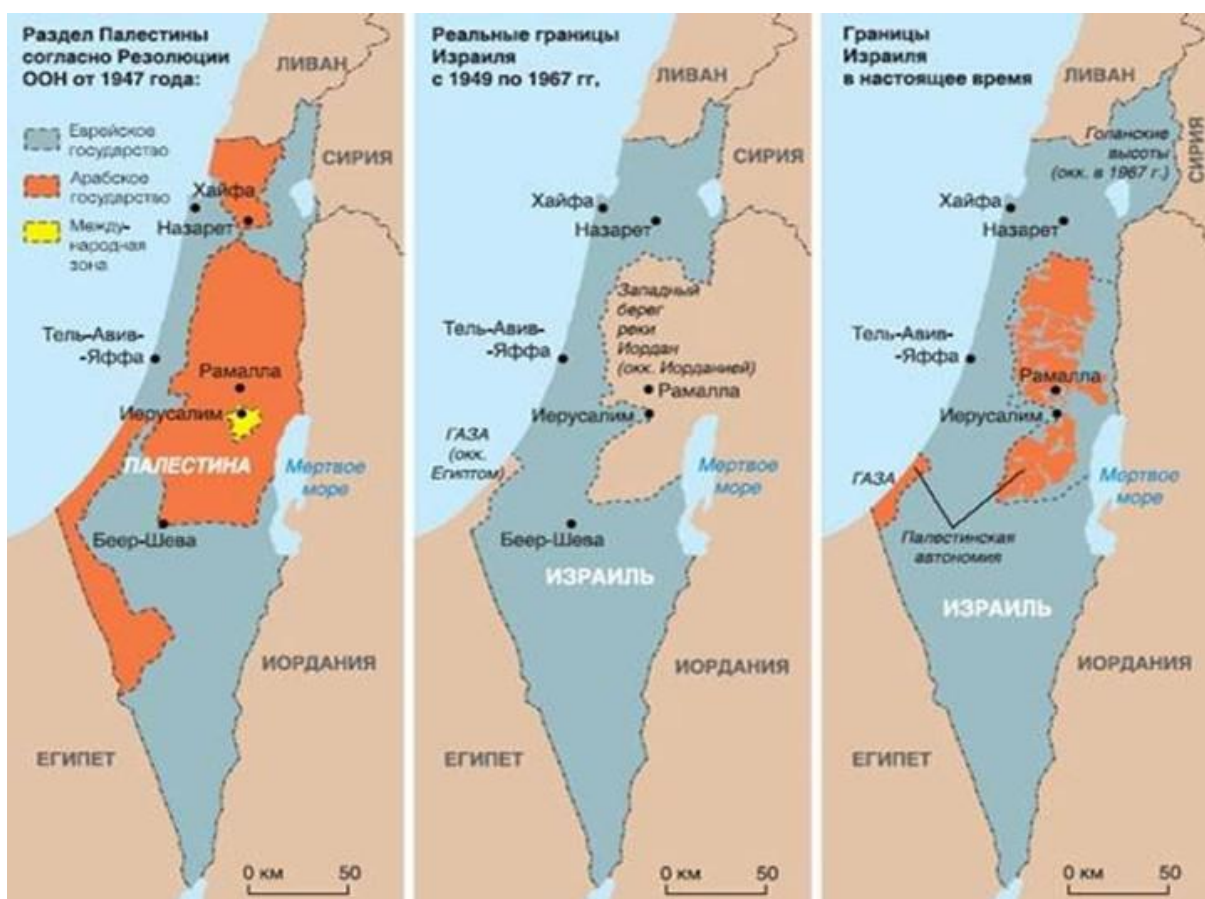 Раздел Палестины
согласно Резолюции
ООН от 1947 года:
Еврейское
государство
Арабское
государство
Между-
народная
зона
ЛИВАН
СИРИЯ
Хайфа
Назарет
Тель-Авив-
-Яффа
Рамалла
Иерусалим
ПАЛЕСТИНА
Мертвое
море
Беер-Шева
ИОРДАНИЯ
ЕГИПЕТ
0 км 50
Реальные границы
Израиля
с 1949 по 1967 гг.
ЛИВАН
СИРИЯ
Хайфа
Назарет
Западный
берег
реки
Иордан
(окк. Иорданией)
Тель-Авив-
-Яффа
Рамалла
Иерусалим
ГАЗА
(окк.
Египтом)
Мертвое
море
Беер-Шева
ИЗРАИЛЬ
ИОРДАНИЯ
ЕГИПЕТ
0 км 50
Границы
Израиля
в настоящее время
ЛИВАН
Голанские
высоты
(окк. в 1967 г.)
СИРИЯ
Хайфа
Назарет
Тель-Авив-
-Яффа
Рамалла
Иерусалим
ГАЗА
Мертвое
море
Палестинская
автономия
ИЗРАИЛЬ
ИОРДАНИЯ
ЕГИПЕТ
0 км 50